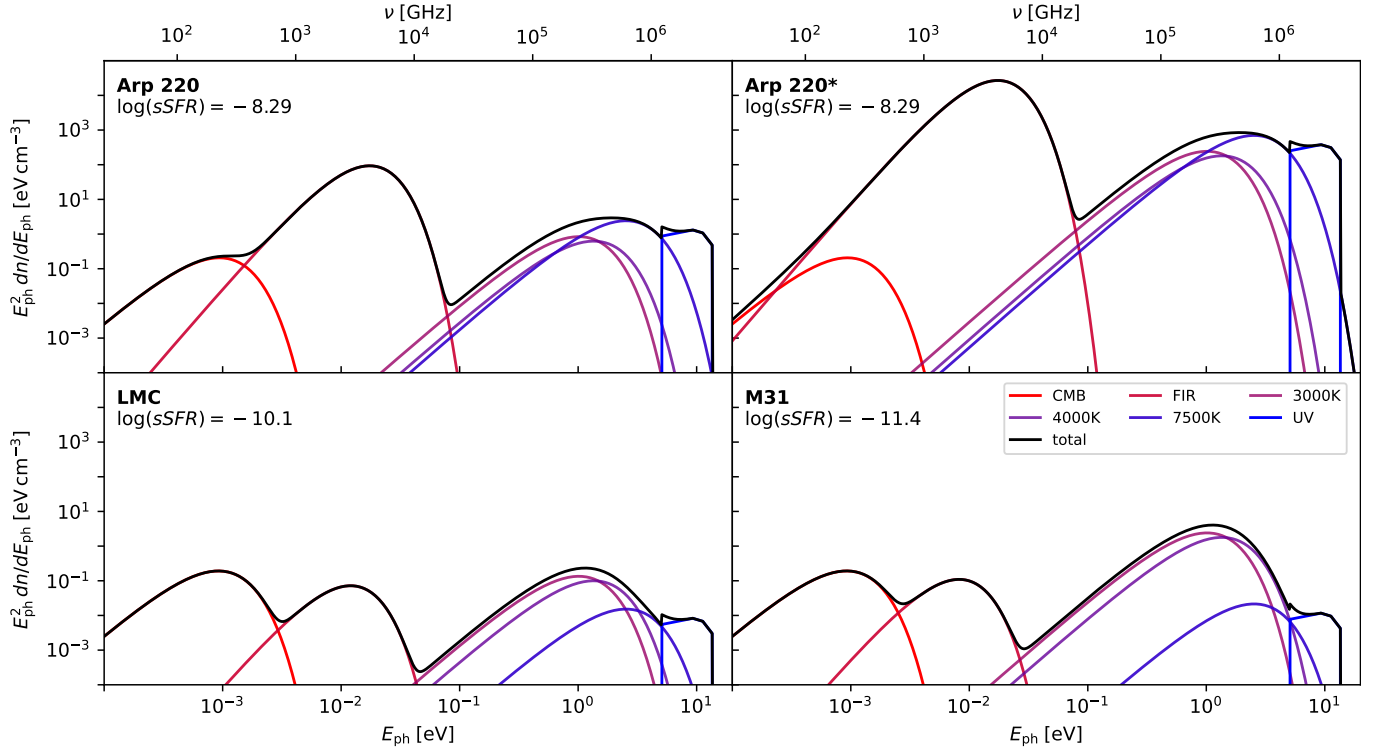 ν [GHz] ν [GHz]
10² 10³ 10⁴ 10⁵ 10⁶ 10² 10³ 10⁴ 10⁵ 10⁶
Arp 220
log(sSFR) = − 8.29
Arp 220*
log(sSFR) = − 8.29
E²ph dn/dEph [eV cm⁻³]
10³
10¹
10⁻¹
10⁻³
LMC
log(sSFR) = − 10.1
M31
log(sSFR) = − 11.4
CMB FIR 3000K
4000K 7500K UV
total
E²ph dn/dEph [eV cm⁻³]
10³
10¹
10⁻¹
10⁻³
10⁻³ 10⁻² 10⁻¹ 10⁰ 10¹ 10⁻³ 10⁻² 10⁻¹ 10⁰ 10¹
Eph [eV] Eph [eV]